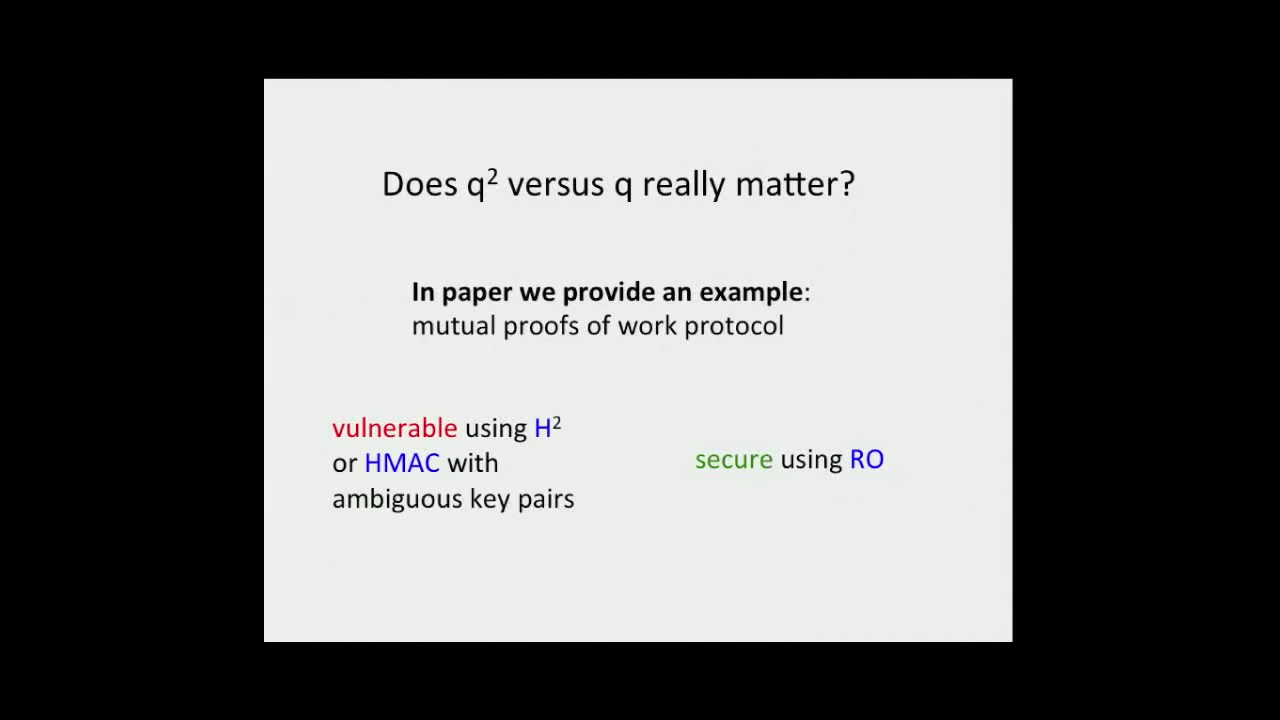 Does q² versus q really matter?
In paper we provide an example:
mutual proofs of work protocol
vulnerable using H²
or HMAC with
ambiguous key pairs
secure using RO